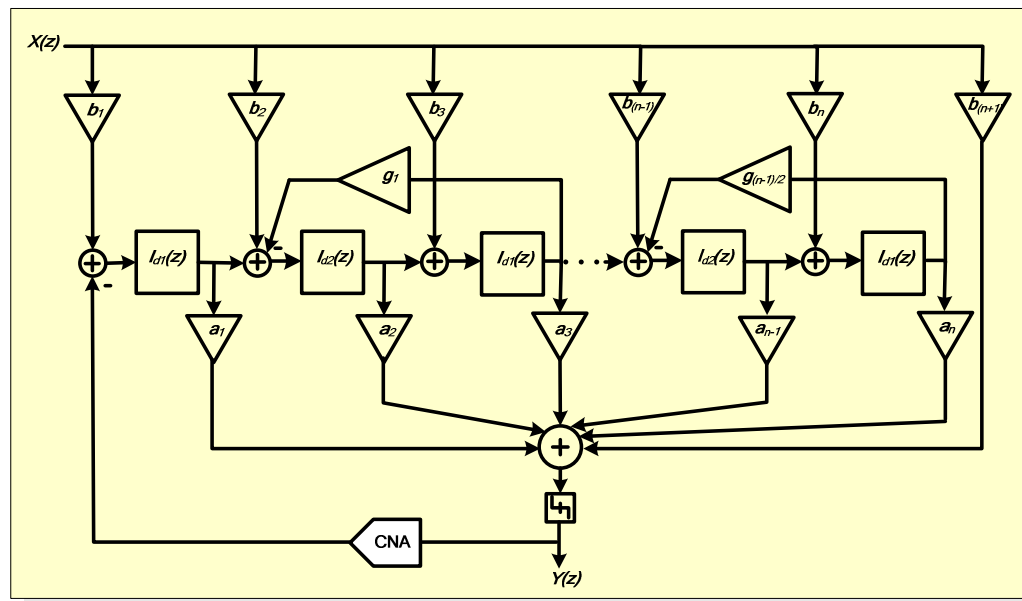 X(z)
b1 b2 b3 b(n-1) bn b(n+1)
g1 g(n-1)/2
Id1(z) Id2(z) Id1(z) Id2(z) Id1(z)
a1 a2 a3 an-1 an
CNA
Y(z)